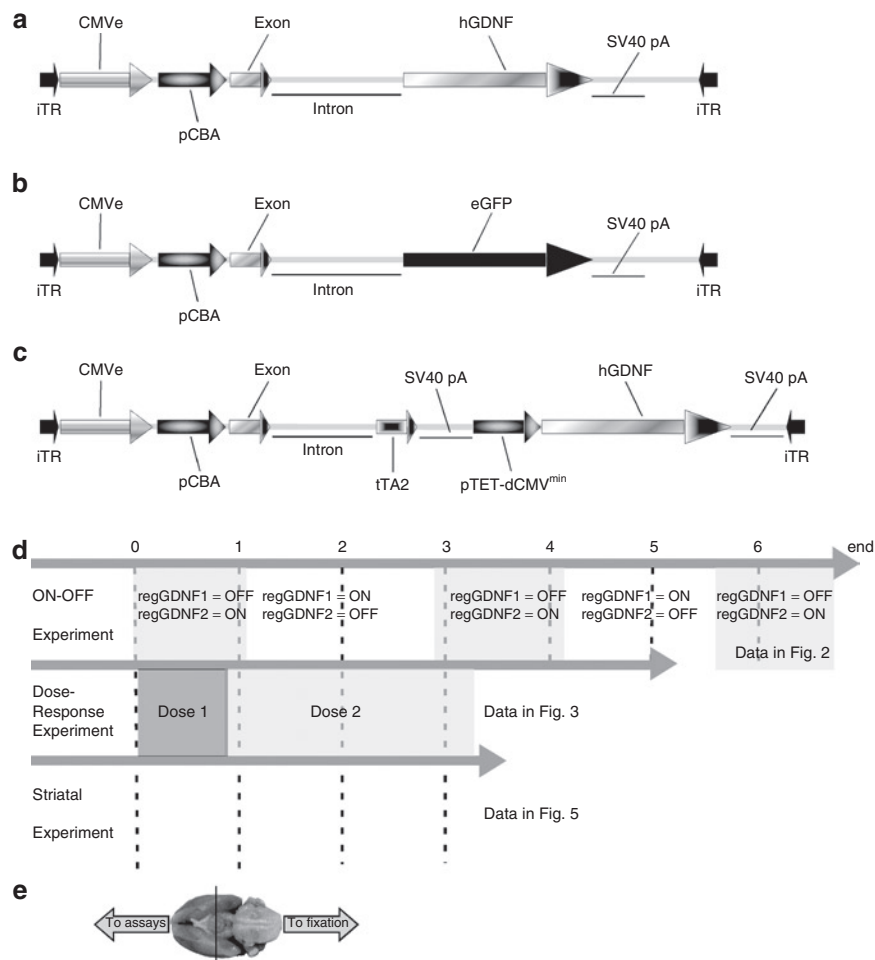 a
CMVe
Exon
hGDNF
SV40 pA
iTR
pCBA
Intron
iTR
b
CMVe
Exon
eGFP
SV40 pA
iTR
pCBA
Intron
iTR
c
CMVe
Exon
SV40 pA
hGDNF
SV40 pA
iTR
pCBA
Intron
tTA2
pTET-dCMVmin
iTR
d
0 1 2 3 4 5 6 end
ON-OFF
Experiment
regGDNF1 = OFF
regGDNF2 = ON
regGDNF1 = ON
regGDNF2 = OFF
regGDNF1 = OFF
regGDNF2 = ON
regGDNF1 = ON
regGDNF2 = OFF
regGDNF1 = OFF
regGDNF2 = ON
Data in Fig. 2
Dose-
Response
Experiment
Dose 1
Dose 2
Data in Fig. 3
Striatal
Experiment
Data in Fig. 5
e
To assays
To fixation